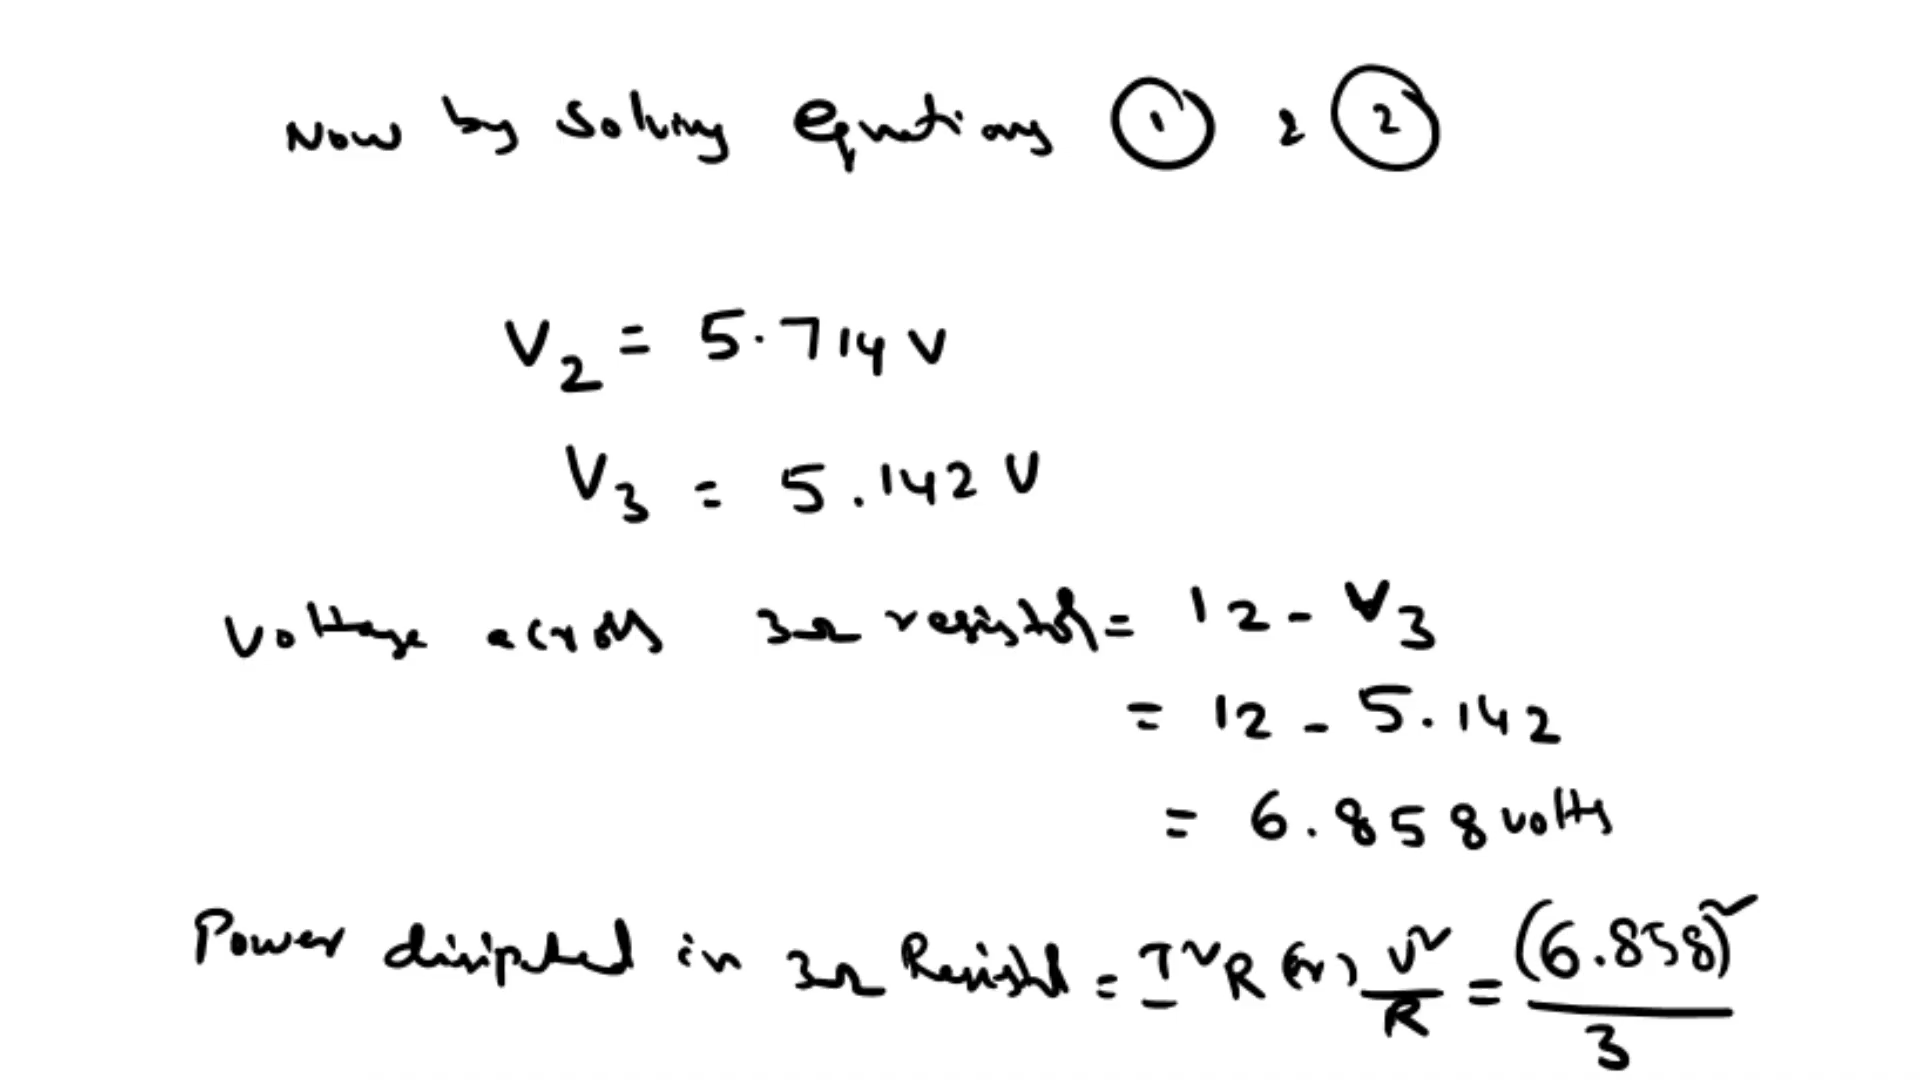 Now by solving equations ① & ②
V₂ = 5.714 V
V₃ = 5.142 V
Voltage across 3Ω resistor = 12 - V₃
= 12 - 5.142
= 6.858 volts
Power disipated in 3Ω Resistor = I²R (or) V²/R = (6.858)²/3